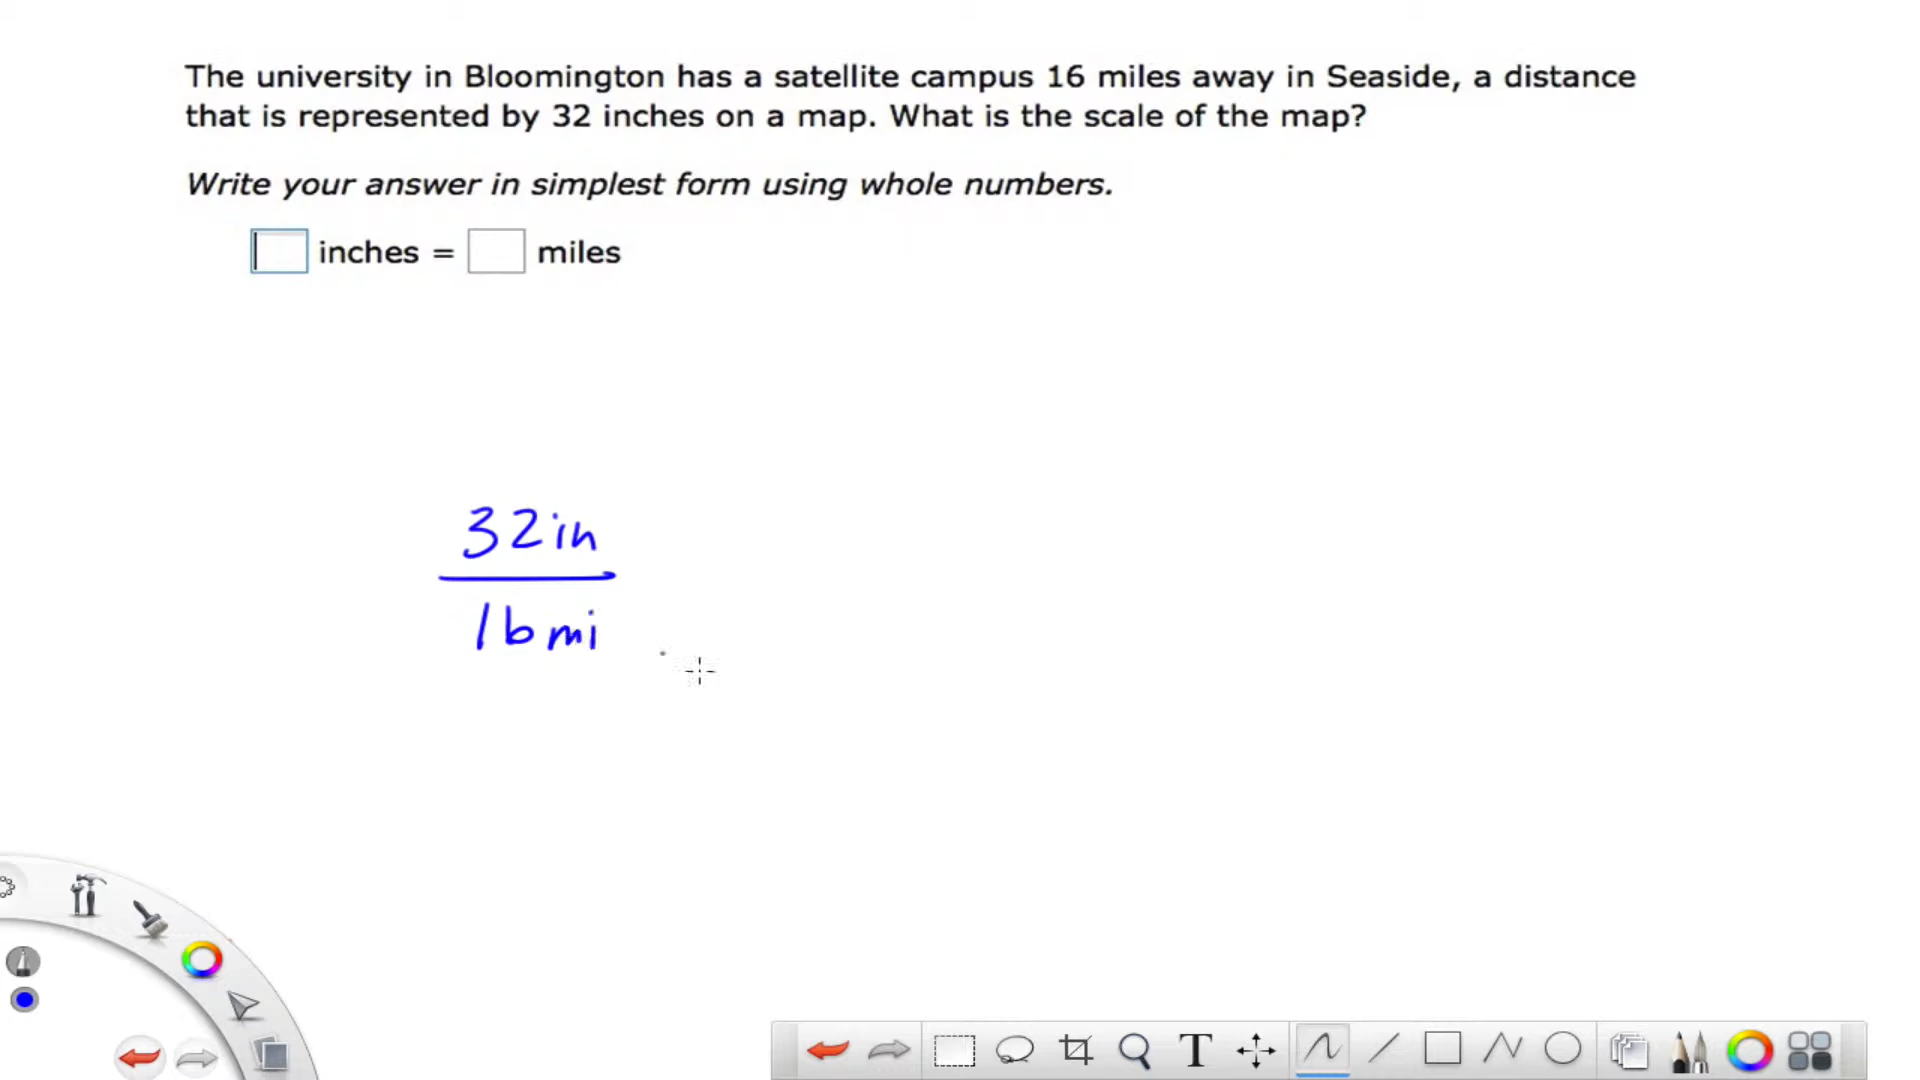 The university in Bloomington has a satellite campus 16 miles away in Seaside, a distance
that is represented by 32 inches on a map. What is the scale of the map?
Write your answer in simplest form using whole numbers.
inches = miles
32in
16mi
T